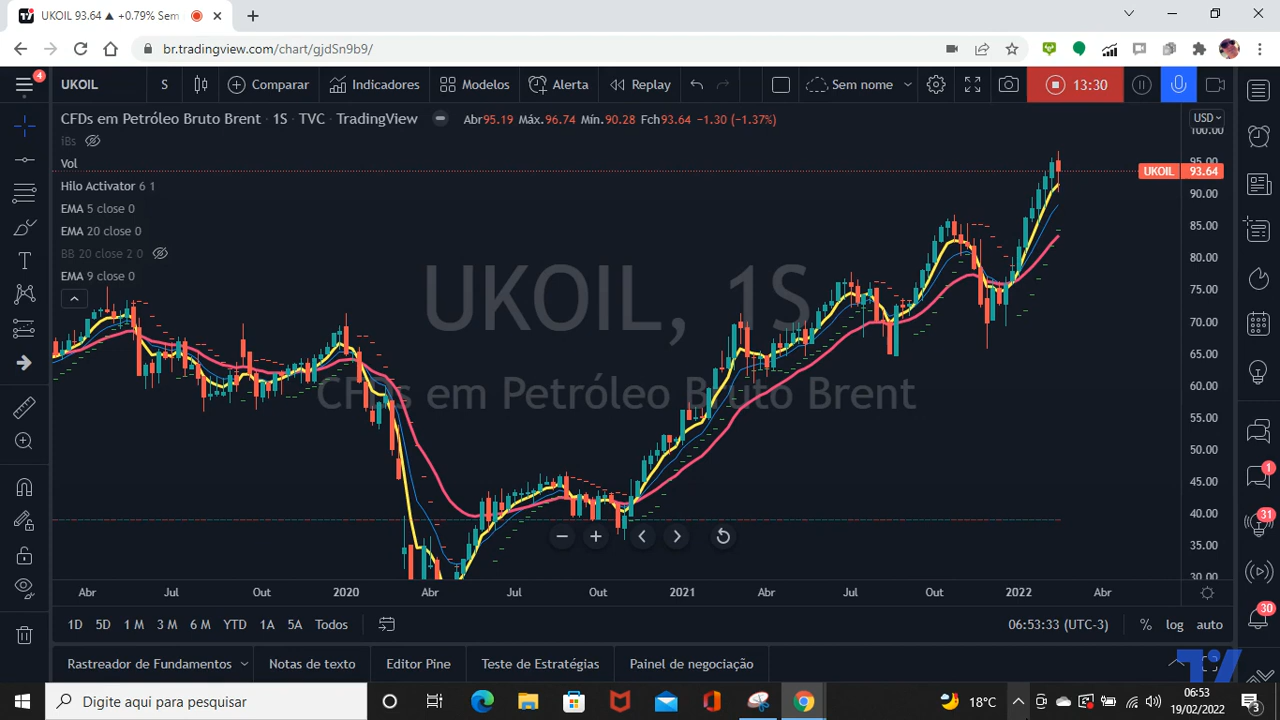 UKOIL 93.64 ▲ +0.79% Sem
br.tradingview.com/chart/gjdSn9b9/
4
UKOIL
S
Comparar
Indicadores
Modelos
Alerta
Replay
Sem nome
13:30
CFDs em Petróleo Bruto Brent · 1S · TVC · TradingView
Abr95.19 Máx.96.74 Mín.90.28 Fch93.64 −1.30 (−1.37%)
USD
iBs
Vol
Hilo Activator 6 1
EMA 5 close 0
EMA 20 close 0
BB 20 close 2 0
EMA 9 close 0
UKOIL, 1S
CFDs em Petróleo Bruto Brent
100.00
95.00
UKOIL 93.64
90.00
85.00
80.00
75.00
70.00
65.00
60.00
55.00
50.00
45.00
40.00
35.00
30.00
Abr Jul Out 2020 Abr Jul Out 2021 Abr Jul Out 2022 Abr
1
31
30
1D 5D 1 M 3 M 6 M YTD 1A 5A Todos
06:53:33 (UTC-3)
% log auto
Rastreador de Fundamentos
Notas de texto
Editor Pine
Teste de Estratégias
Painel de negociação
Digite aqui para pesquisar
18°C
06:53
19/02/2022
3